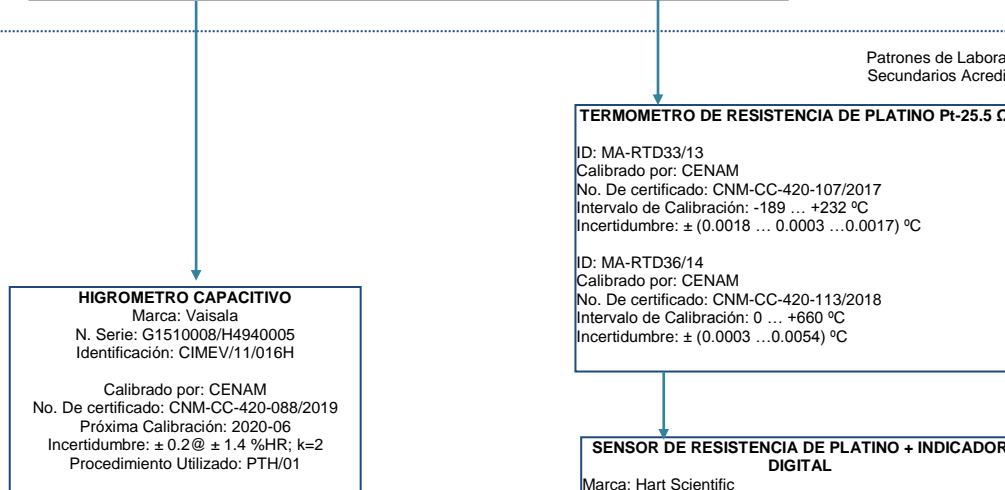 Patrones de Labora
Secundarios Acredi
TERMOMETRO DE RESISTENCIA DE PLATINO Pt-25.5 Ω
ID: MA-RTD33/13
Calibrado por: CENAM
No. De certificado: CNM-CC-420-107/2017
Intervalo de Calibración: -189 … +232 ºC
Incertidumbre: ± (0.0018 … 0.0003 …0.0017) ºC
ID: MA-RTD36/14
Calibrado por: CENAM
No. De certificado: CNM-CC-420-113/2018
Intervalo de Calibración: 0 … +660 ºC
Incertidumbre: ± (0.0003 …0.0054) ºC
HIGROMETRO CAPACITIVO
Marca: Vaisala
N. Serie: G1510008/H4940005
Identificación: CIMEV/11/016H
Calibrado por: CENAM
No. De certificado: CNM-CC-420-088/2019
Próxima Calibración: 2020-06
Incertidumbre: ± 0.2@ ± 1.4 %HR; k=2
Procedimiento Utilizado: PTH/01
SENSOR DE RESISTENCIA DE PLATINO + INDICADOR
DIGITAL
Marca: Hart Scientific